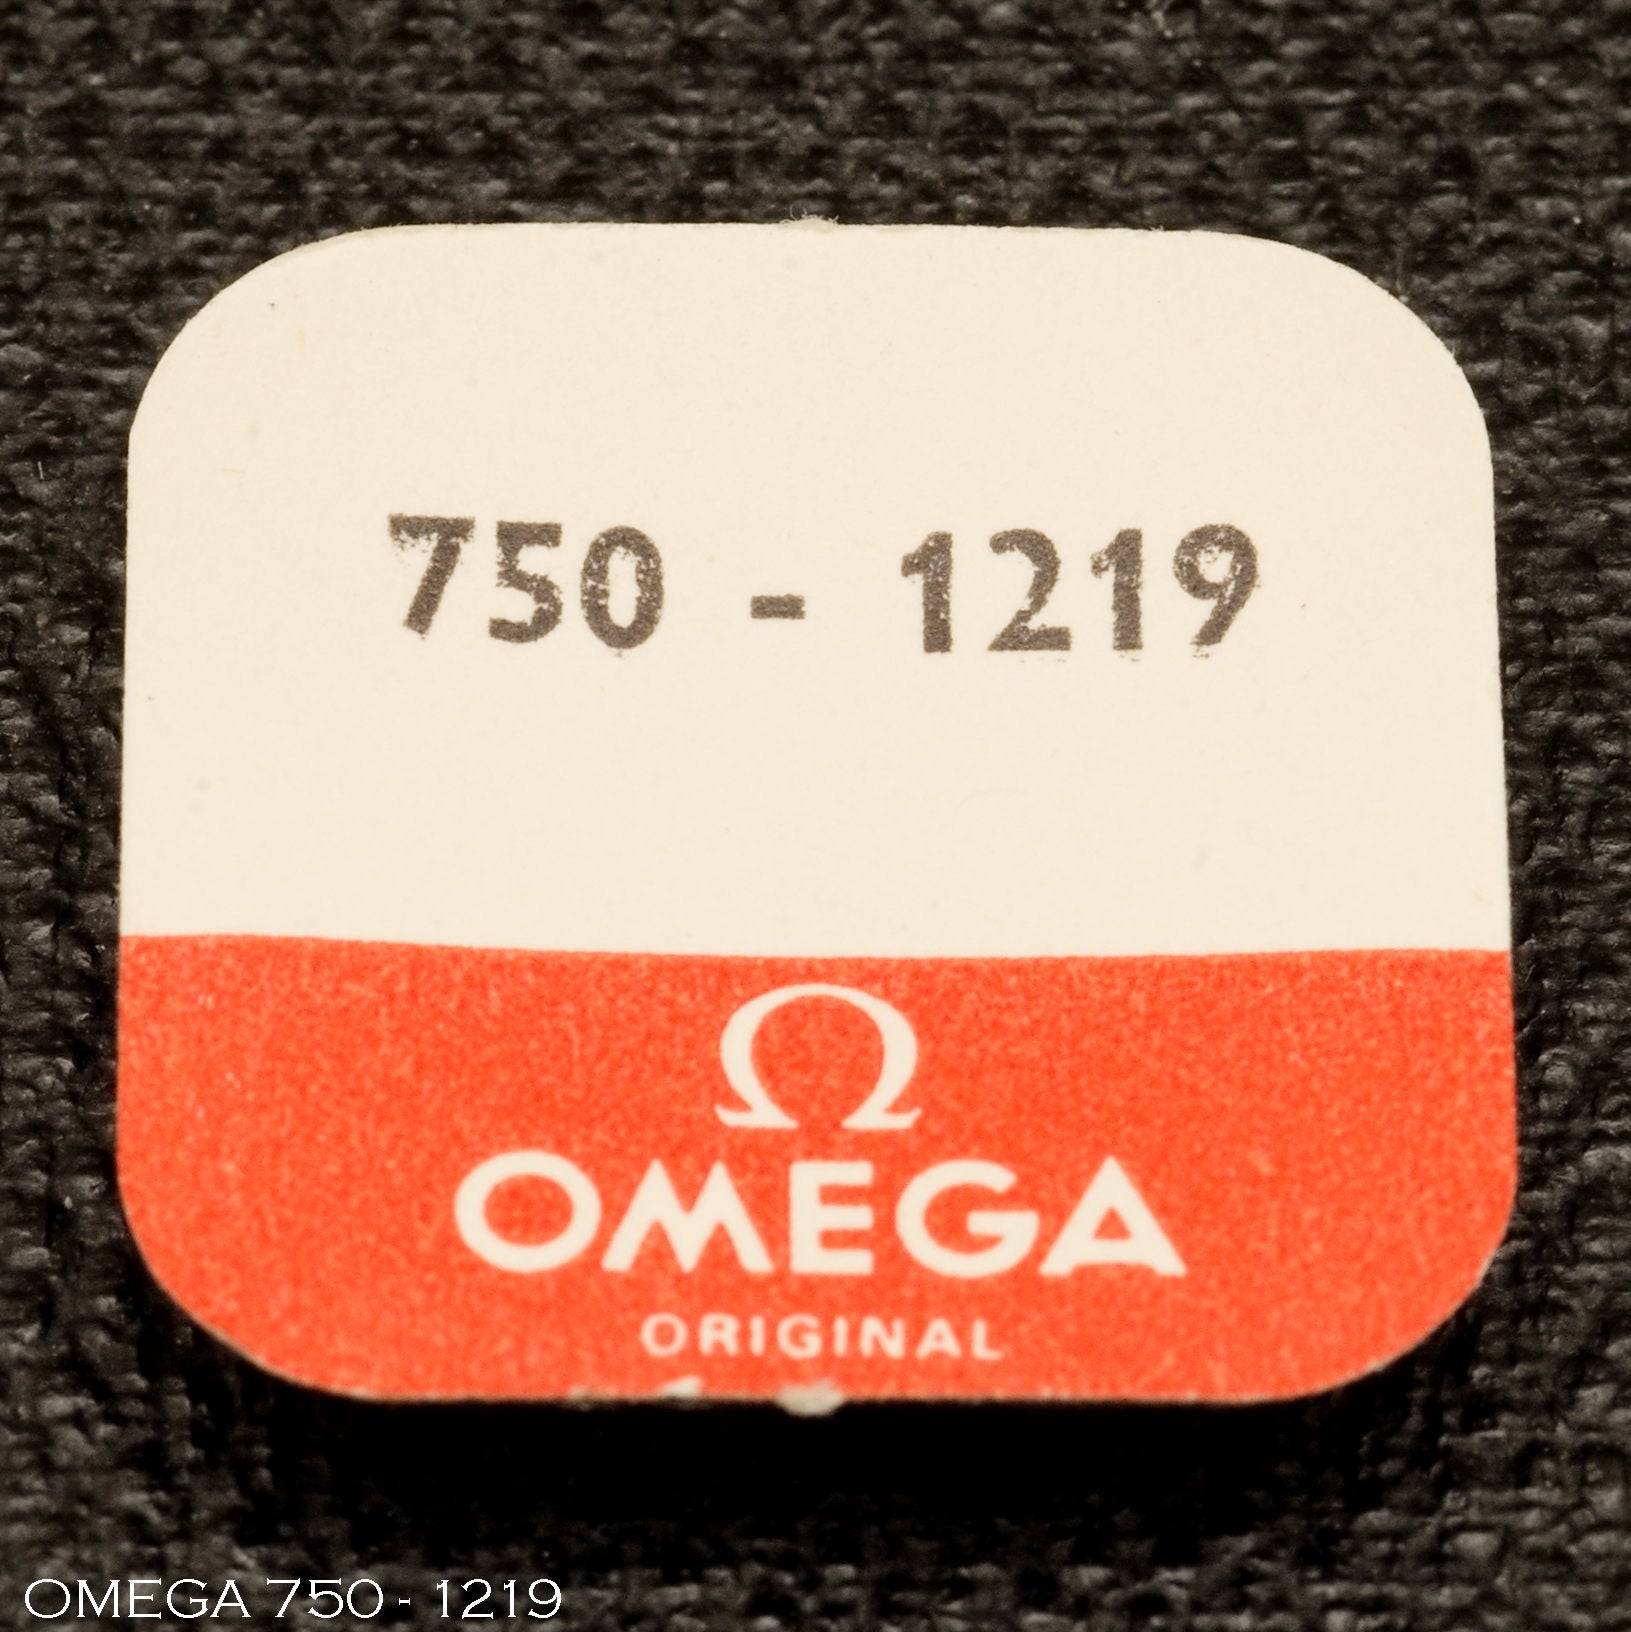 750 - 1219
Ω
OMEGA
ORIGINAL
OMEGA 750 - 1219